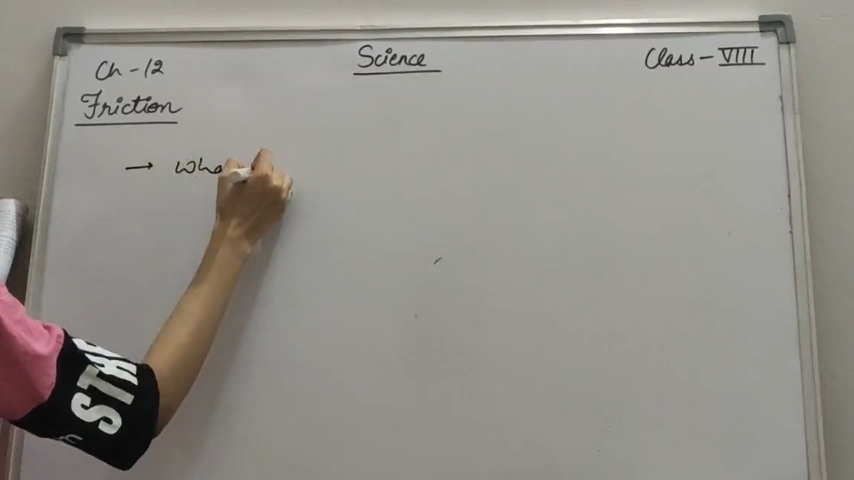 Science
Class - VIII
Ch - 12
Friction
→ Wha